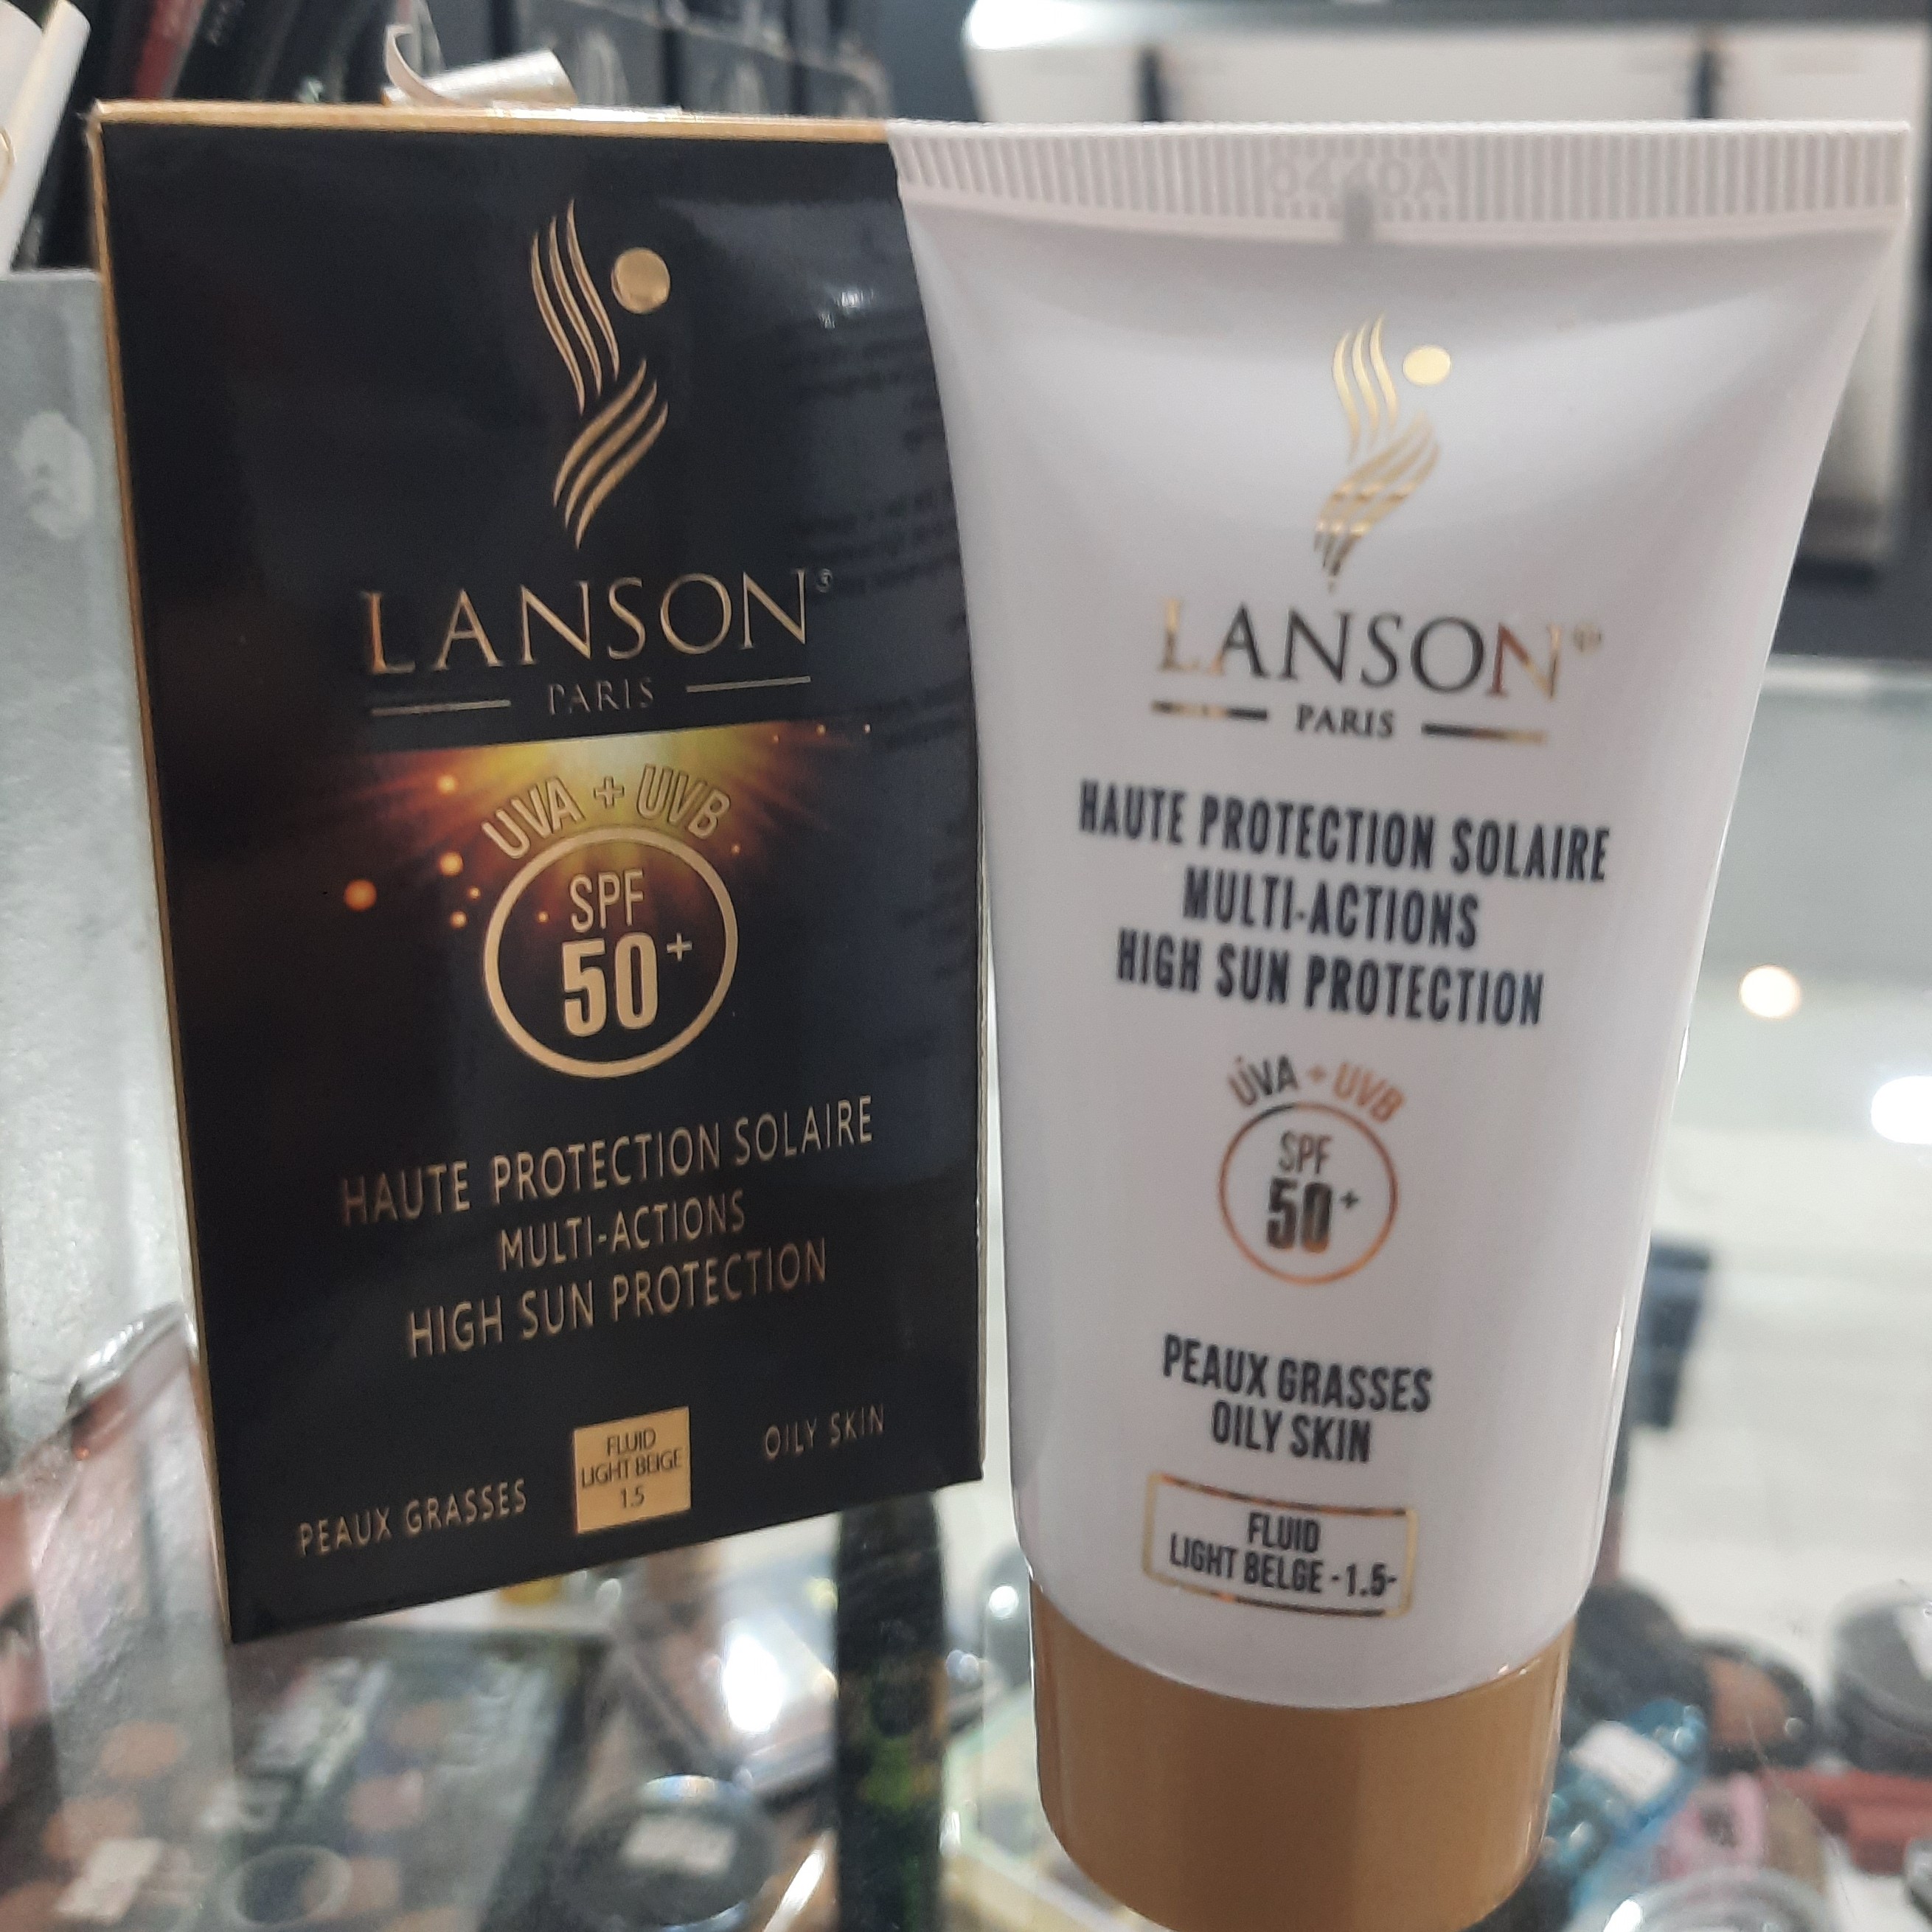 LANSON®
PARIS
UVA + UVB
SPF
50+
HAUTE PROTECTION SOLAIRE
MULTI-ACTIONS
HIGH SUN PROTECTION
PEAUX GRASSES
FLUID
LIGHT BEIGE
1.5
OILY SKIN
LANSON®
PARIS
HAUTE PROTECTION SOLAIRE
MULTI-ACTIONS
HIGH SUN PROTECTION
UVA + UVB
SPF
50+
PEAUX GRASSES
OILY SKIN
FLUID
LIGHT BELGE -1.5-